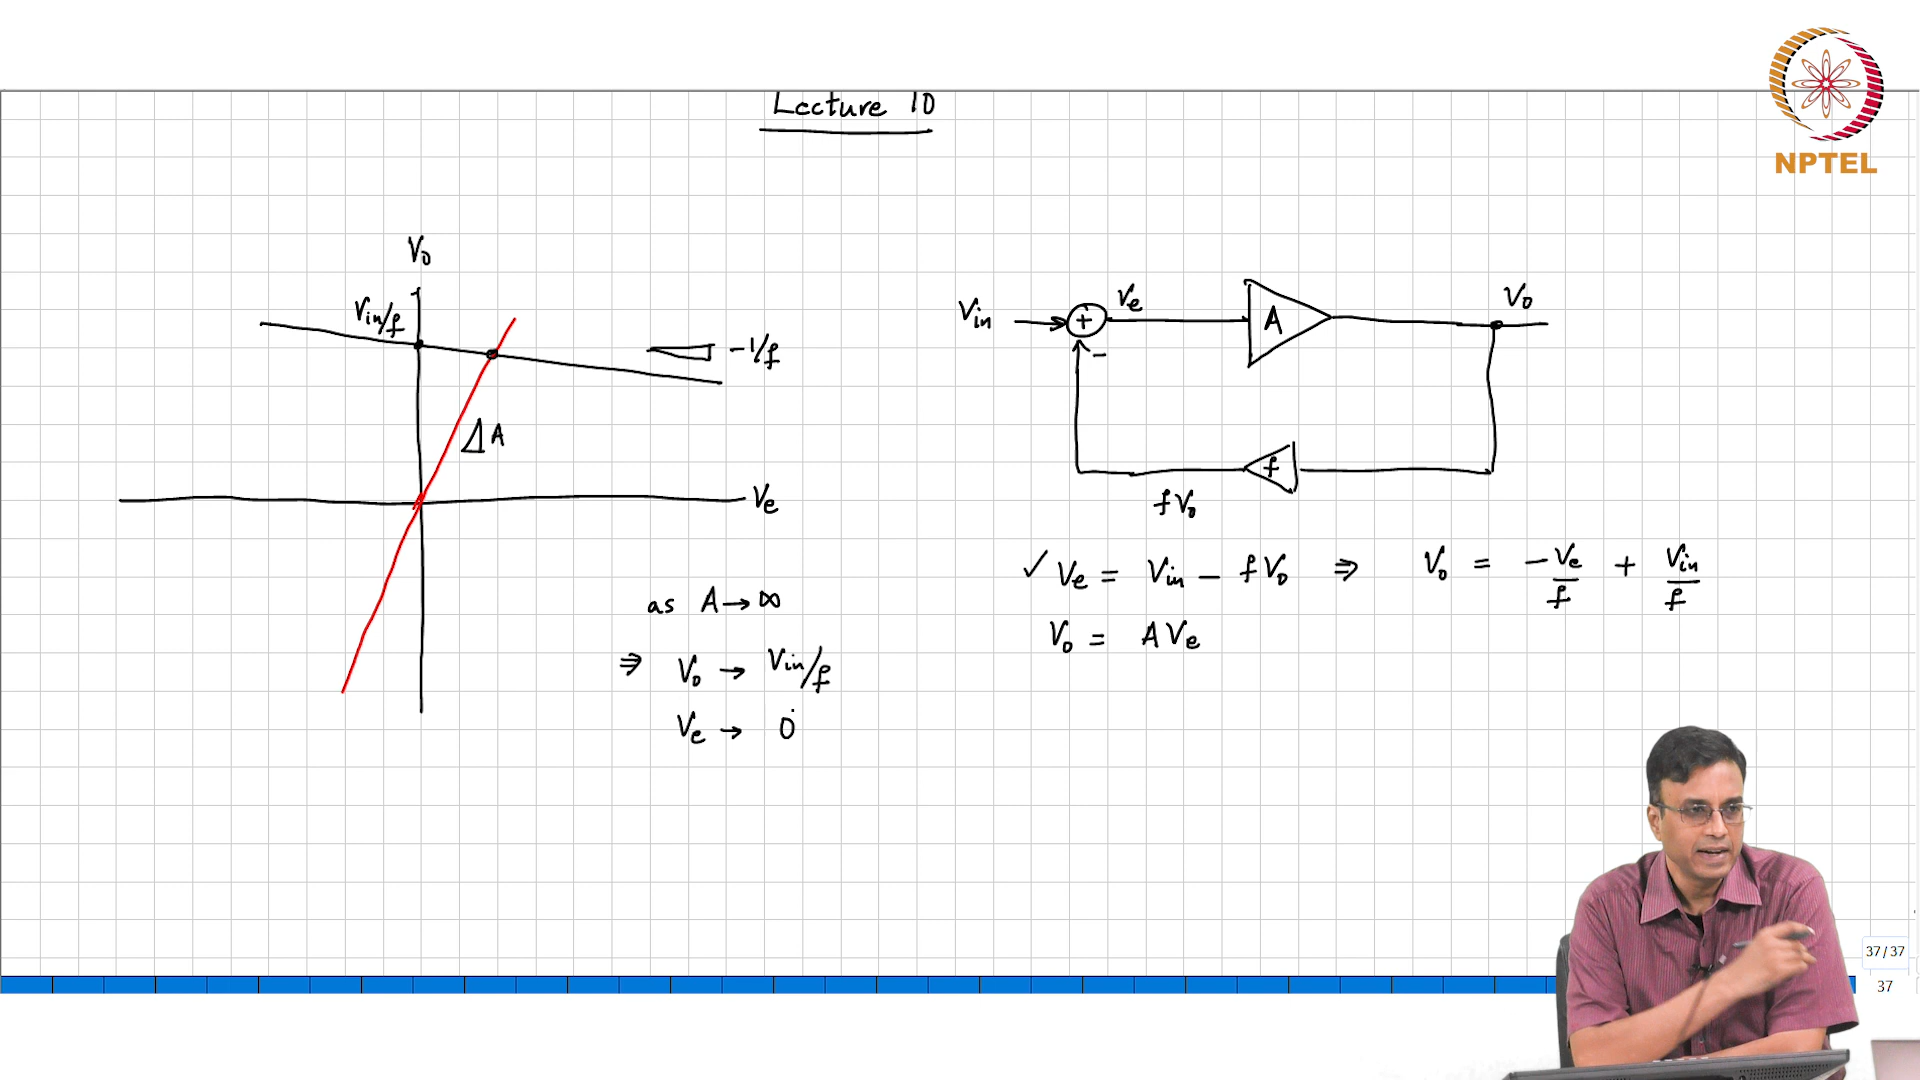 Lecture 10
NPTEL
V₀
Vin/f
-1/f
A
Ve
as A → ∞
⇒ V₀ → Vin/f
Ve → 0
Vin
+
-
Ve
A
V₀
f
fV₀
✓ Ve = Vin - fV₀ ⇒ V₀ = -Ve/f + Vin/f
V₀ = AVe
37/37
37